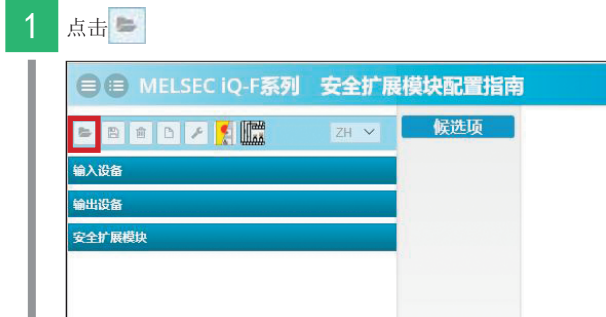 1 点击
MELSEC iQ-F系列 安全扩展模块配置指南
ZH
候选项
输入设备
输出设备
安全扩展模块